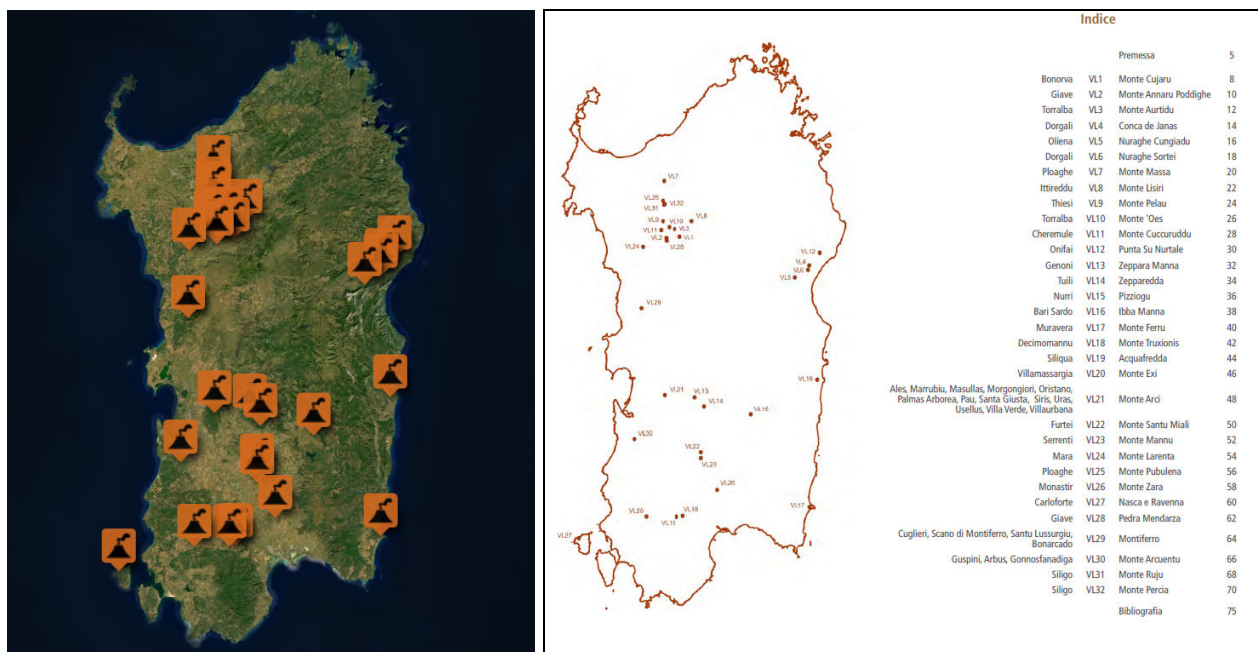 Indice
Premessa 5
Bonorva VL1 Monte Cujaru 8
Giave VL2 Monte Annaru Poddighe 10
Torralba VL3 Monte Aurtidu 12
Dorgali VL4 Conca de Janas 14
Oliena VL5 Nuraghe Cungiadu 16
Dorgali VL6 Nuraghe Sortei 18
Ploaghe VL7 Monte Massa 20
Ittireddu VL8 Monte Lisiri 22
Thiesi VL9 Monte Pelau 24
Torralba VL10 Monte 'Oes 26
Cheremule VL11 Monte Cuccuruddu 28
Onifai VL12 Punta Su Nurtale 30
Genoni VL13 Zeppara Manna 32
Tuili VL14 Zepparedda 34
Nurri VL15 Pizziogu 36
Bari Sardo VL16 Ibba Manna 38
Muravera VL17 Monte Ferru 40
Decimomannu VL18 Monte Truxionis 42
Siliqua VL19 Acquafredda 44
Villamassargia VL20 Monte Exi 46
Ales, Marrubiu, Masullas, Morgongiori, Oristano,
Palmas Arborea, Pau, Santa Giusta, Siris, Uras, VL21 Monte Arci 48
Usellus, Villa Verde, Villaurbana
Furtei VL22 Monte Santu Miali 50
Serrenti VL23 Monte Mannu 52
Mara VL24 Monte Larenta 54
Ploaghe VL25 Monte Pubulena 56
Monastir VL26 Monte Zara 58
Carloforte VL27 Nasca e Ravenna 60
Giave VL28 Pedra Mendarza 62
Cuglieri, Scano di Montiferro, Santu Lussurgiu,
Bonarcado VL29 Montiferro 64
Guspini, Arbus, Gonnosfanadiga VL30 Monte Arcuentu 66
Siligo VL31 Monte Ruju 68
Siligo VL32 Monte Percia 70
Bibliografia 75
VL7
VL25
VL31 VL32
VL9 VL10 VL8
VL11 VL3
VL2 VL1
VL24 VL28
VL12
VL4
VL5
VL29
VL16
VL21 VL13
VL14
VL15
VL30
VL22
VL23
VL26
VL17
VL20 VL19 VL18
VL27